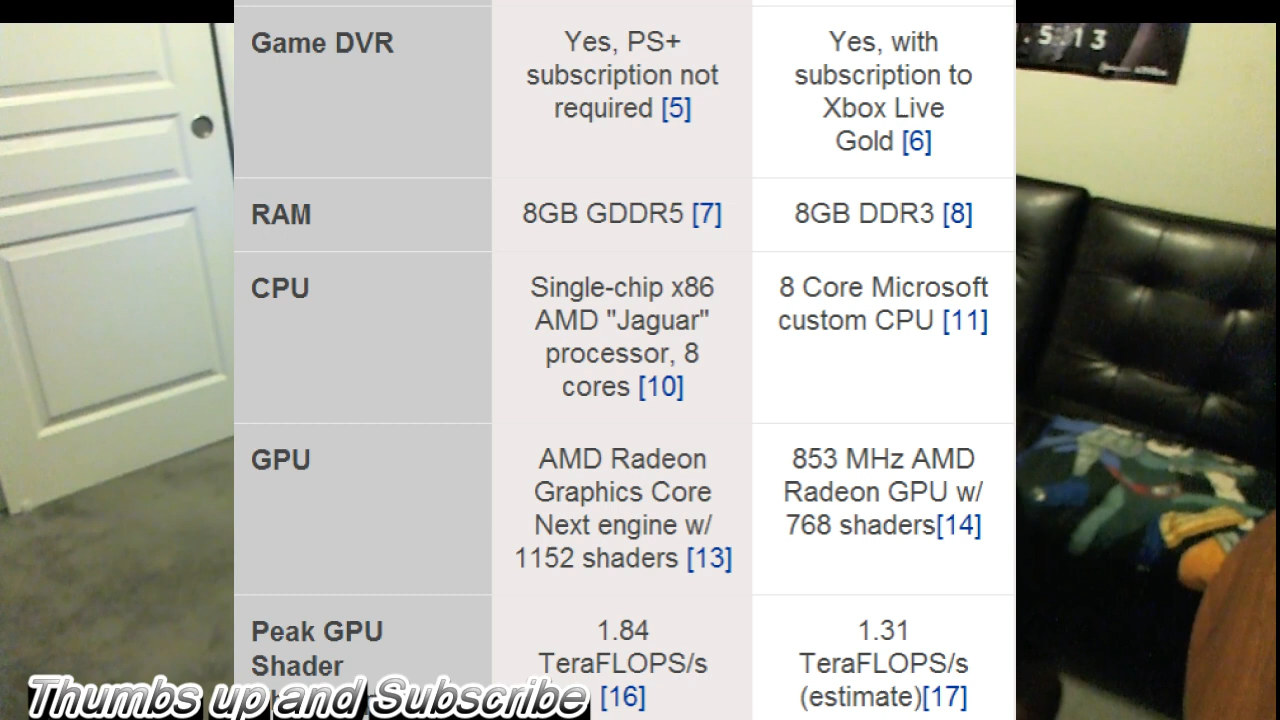 Game DVR
Yes, PS+
subscription not
required [5]
Yes, with
subscription to
Xbox Live
Gold [6]
RAM
8GB GDDR5 [7]
8GB DDR3 [8]
CPU
Single-chip x86
AMD "Jaguar"
processor, 8
cores [10]
8 Core Microsoft
custom CPU [11]
GPU
AMD Radeon
Graphics Core
Next engine w/
1152 shaders [13]
853 MHz AMD
Radeon GPU w/
768 shaders[14]
Peak GPU
Shader
1.84
TeraFLOPS/s
[16]
1.31
TeraFLOPS/s
(estimate)[17]
.5.13
Thumbs up and Subscribe